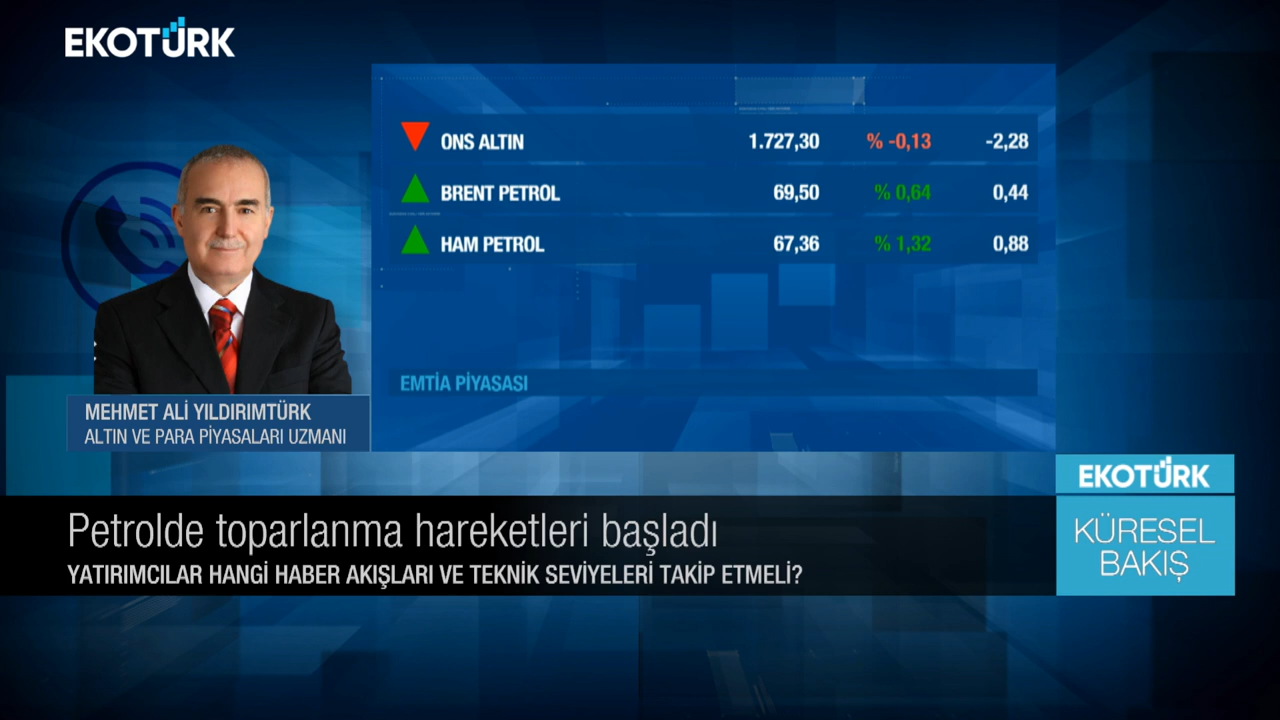 EKOTÜRK
ONS ALTIN 1.727,30 % -0,13 -2,28
BRENT PETROL 69,50 % 0,64 0,44
HAM PETROL 67,36 % 1,32 0,88
EMTİA PİYASASI
MEHMET ALİ YILDIRIMTÜRK
ALTIN VE PARA PİYASALARI UZMANI
EKOTÜRK
Petrolde toparlanma hareketleri başladı
YATIRIMCILAR HANGİ HABER AKIŞLARI VE TEKNİK SEVİYELERİ TAKİP ETMELİ?
KÜRESEL
BAKIŞ